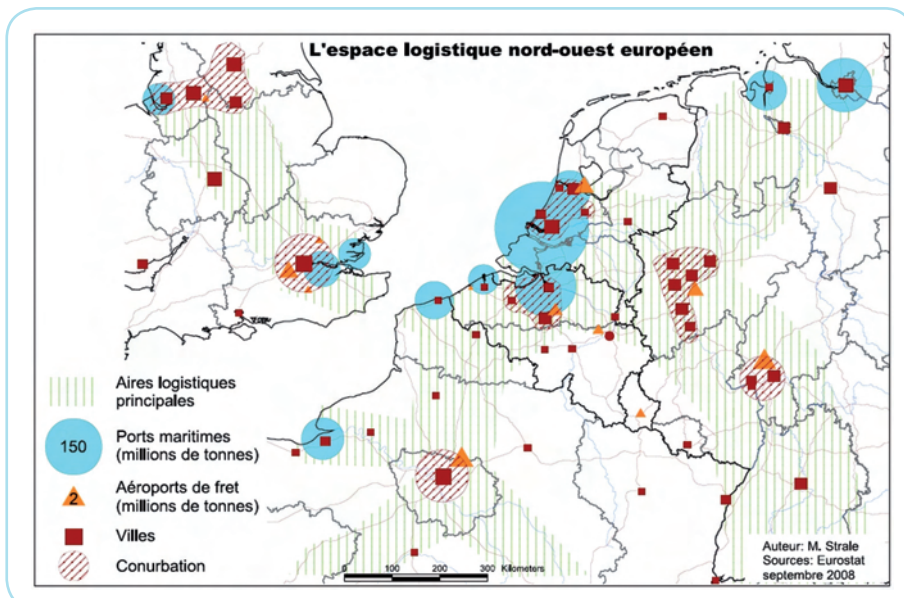 L'espace logistique nord-ouest européen
Aires logistiques
principales
150
Ports maritimes
(millions de tonnes)
2
Aéroports de fret
(millions de tonnes)
Villes
Conurbation
0 100 200 300 Kilometers
Auteur: M. Strale
Sources: Eurostat
septembre 2008